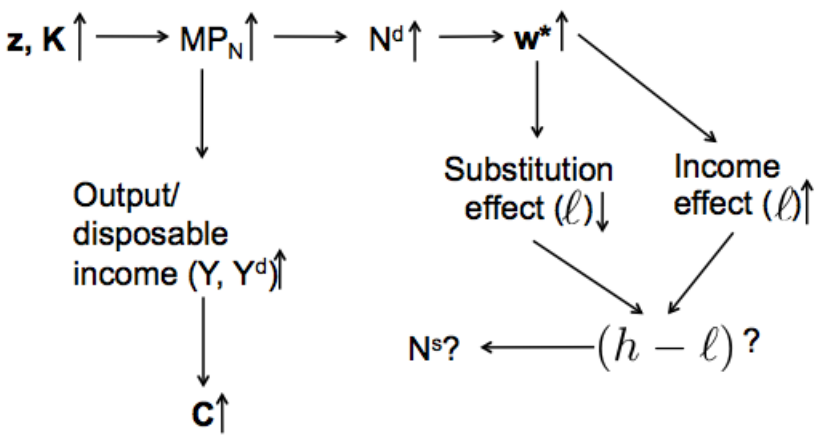 z, K↑ → MPN↑ → Nd↑ → w*↑
Substitution
effect (ℓ)↓
Income
effect (ℓ)↑
Output/
disposable
income (Y, Yd)↑
Ns? ← (h − ℓ)?
C↑